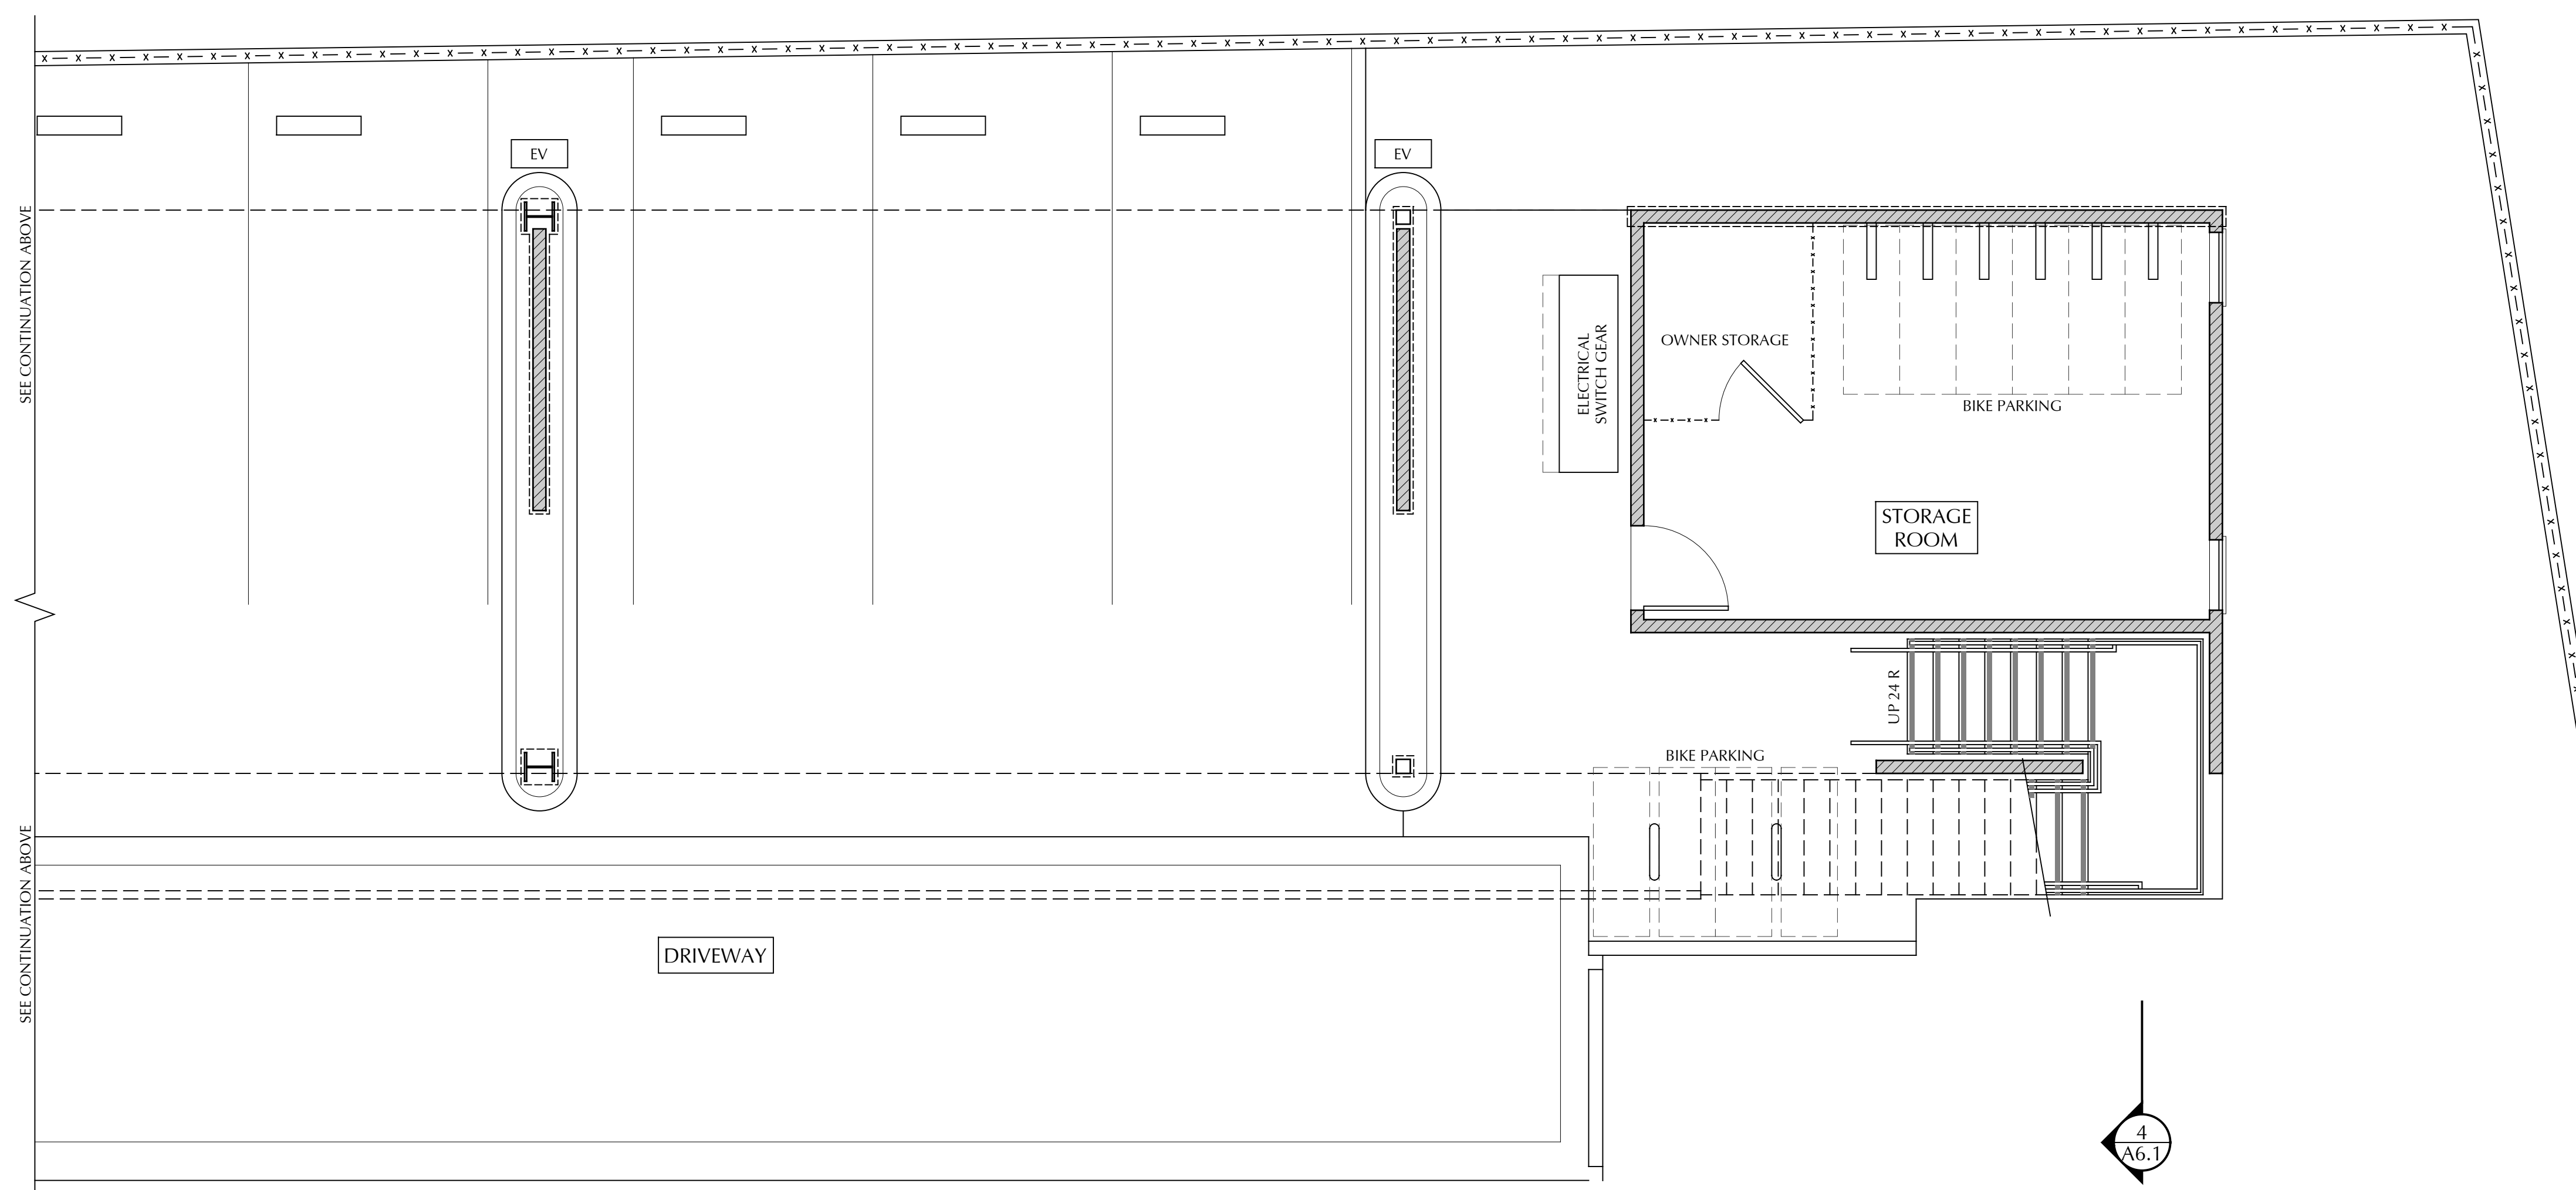 EV
EV
SEE CONTINUATION ABOVE
ELECTRICAL
SWITCH GEAR
OWNER STORAGE
BIKE PARKING
STORAGE
ROOM
UP 24 R
BIKE PARKING
SEE CONTINUATION ABOVE
DRIVEWAY
4
A6.1